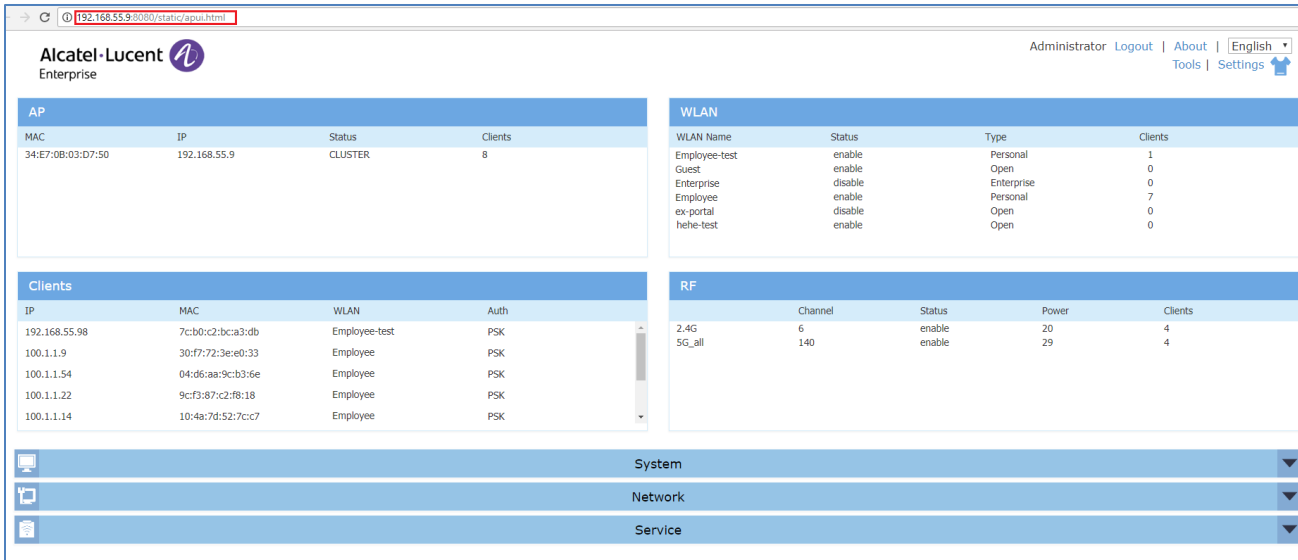 192.168.55.9:8080/static/apui.html
Alcatel·Lucent
Enterprise
Administrator Logout | About | English
Tools | Settings
AP
MAC IP Status Clients
34:E7:0B:03:D7:50 192.168.55.9 CLUSTER 8
WLAN
WLAN Name Status Type Clients
Employee-test enable Personal 1
Guest enable Open 0
Enterprise disable Enterprise 0
Employee enable Personal 7
ex-portal disable Open 0
hehe-test enable Open 0
Clients
IP MAC WLAN Auth
192.168.55.98 7c:b0:c2:bc:a3:db Employee-test PSK
100.1.1.9 30:f7:72:3e:e0:33 Employee PSK
100.1.1.54 04:d6:aa:9c:b3:6e Employee PSK
100.1.1.22 9c:f3:87:c2:f8:18 Employee PSK
100.1.1.14 10:4a:7d:52:7c:c7 Employee PSK
RF
Channel Status Power Clients
2.4G 6 enable 20 4
5G_all 140 enable 29 4
System
Network
Service